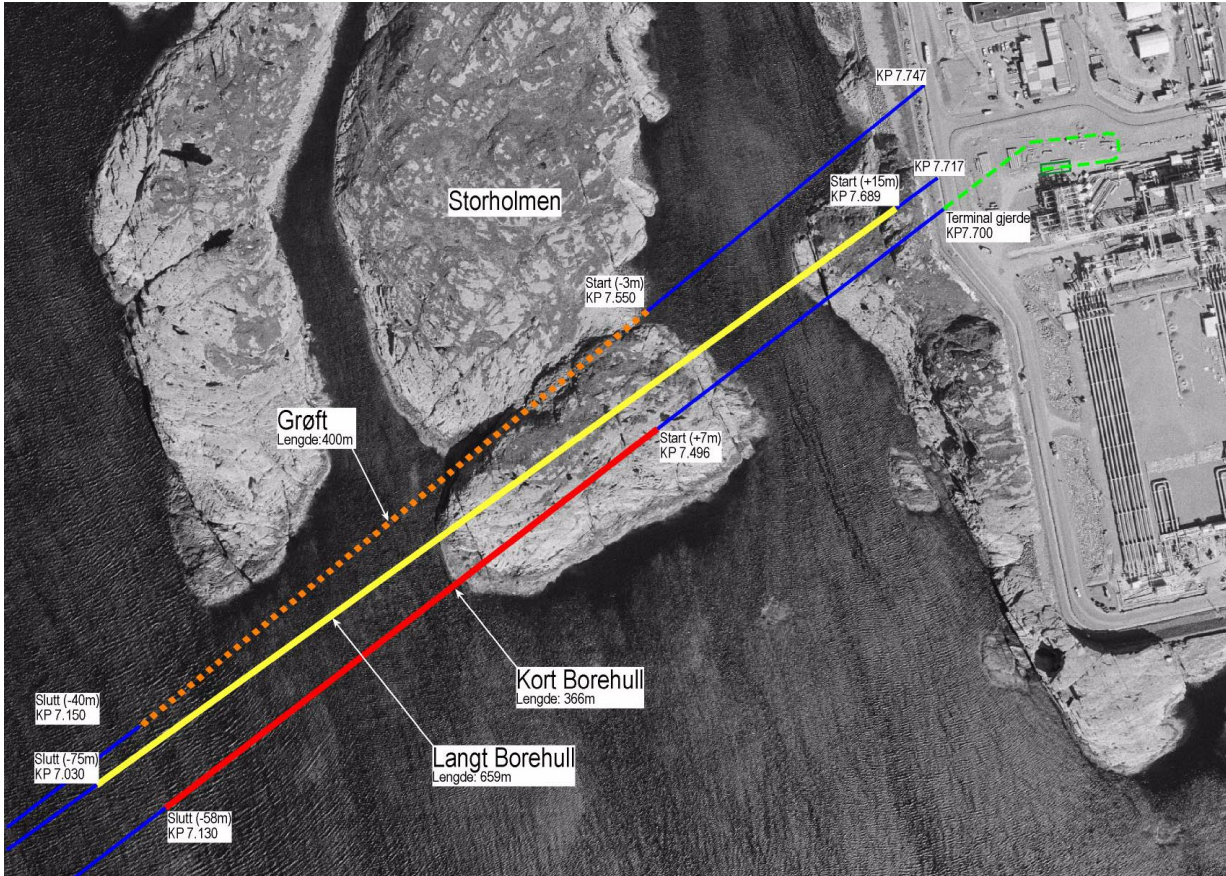 KP 7.747
KP 7.717
Start (+15m)
KP 7.689
Terminal gjerde
KP7.700
Storholmen
Start (-3m)
KP 7.550
Grøft
Lengde:400m
Start (+7m)
KP 7.496
Kort Borehull
Lengde: 366m
Slutt (-40m)
KP 7.150
Slutt (-75m)
KP 7.030
Langt Borehull
Lengde: 659m
Slutt (-58m)
KP 7.130